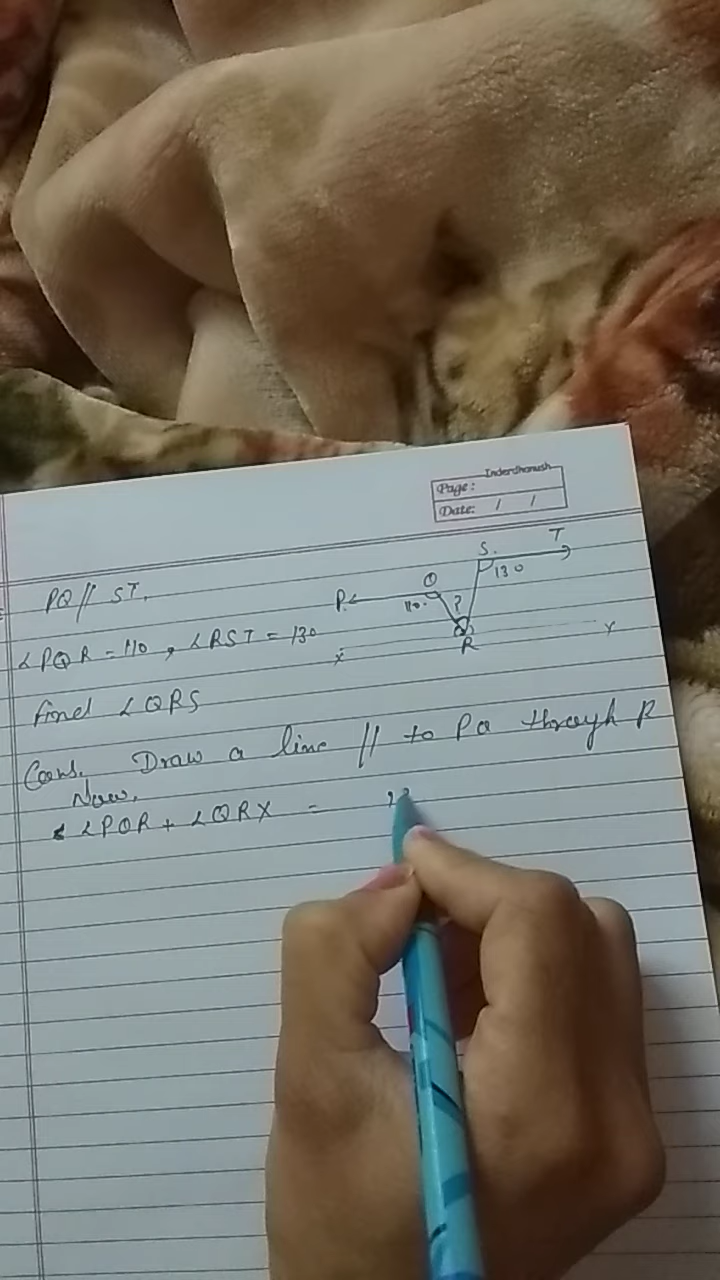 Inderdhanush
Page:
Date: / /
PQ // ST.
∠PQR = 110, ∠RST = 130
find ∠QRS
S. T
130
P Q
110. ?
X R Y
Cons. Draw a line // to PQ through R
Now,
∠PQR + ∠QRX =